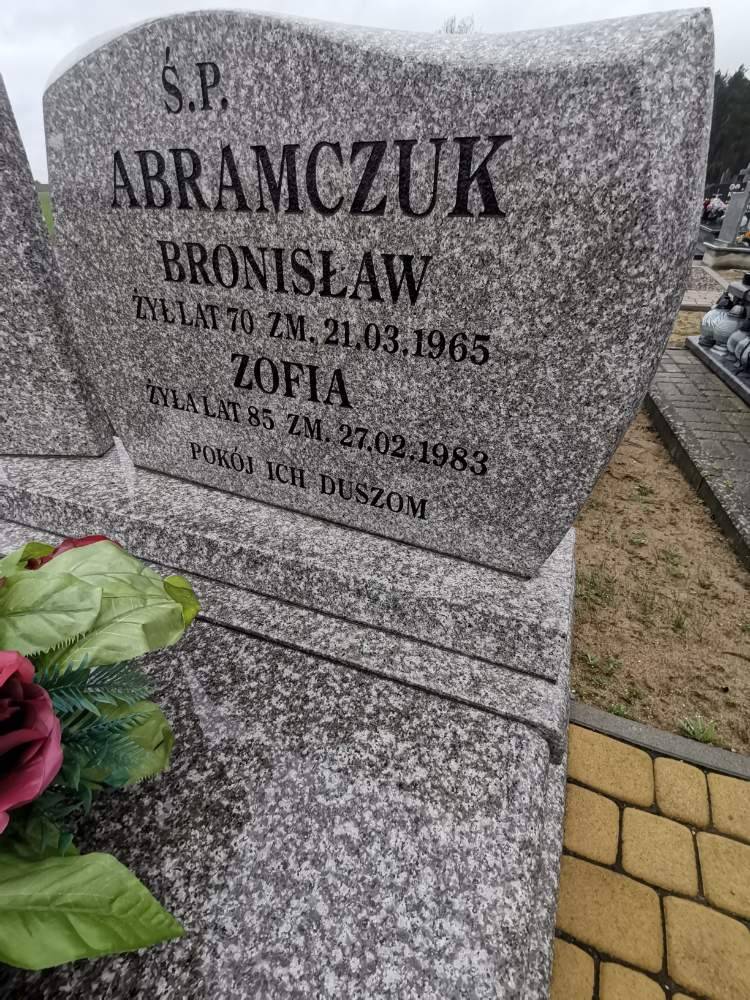 Ś.P.
ABRAMCZUK
BRONISŁAW
ŻYŁ LAT 70 ZM. 21.03.1965
ZOFIA
ŻYŁA LAT 85 ZM. 27.02.1983
POKÓJ ICH DUSZOM